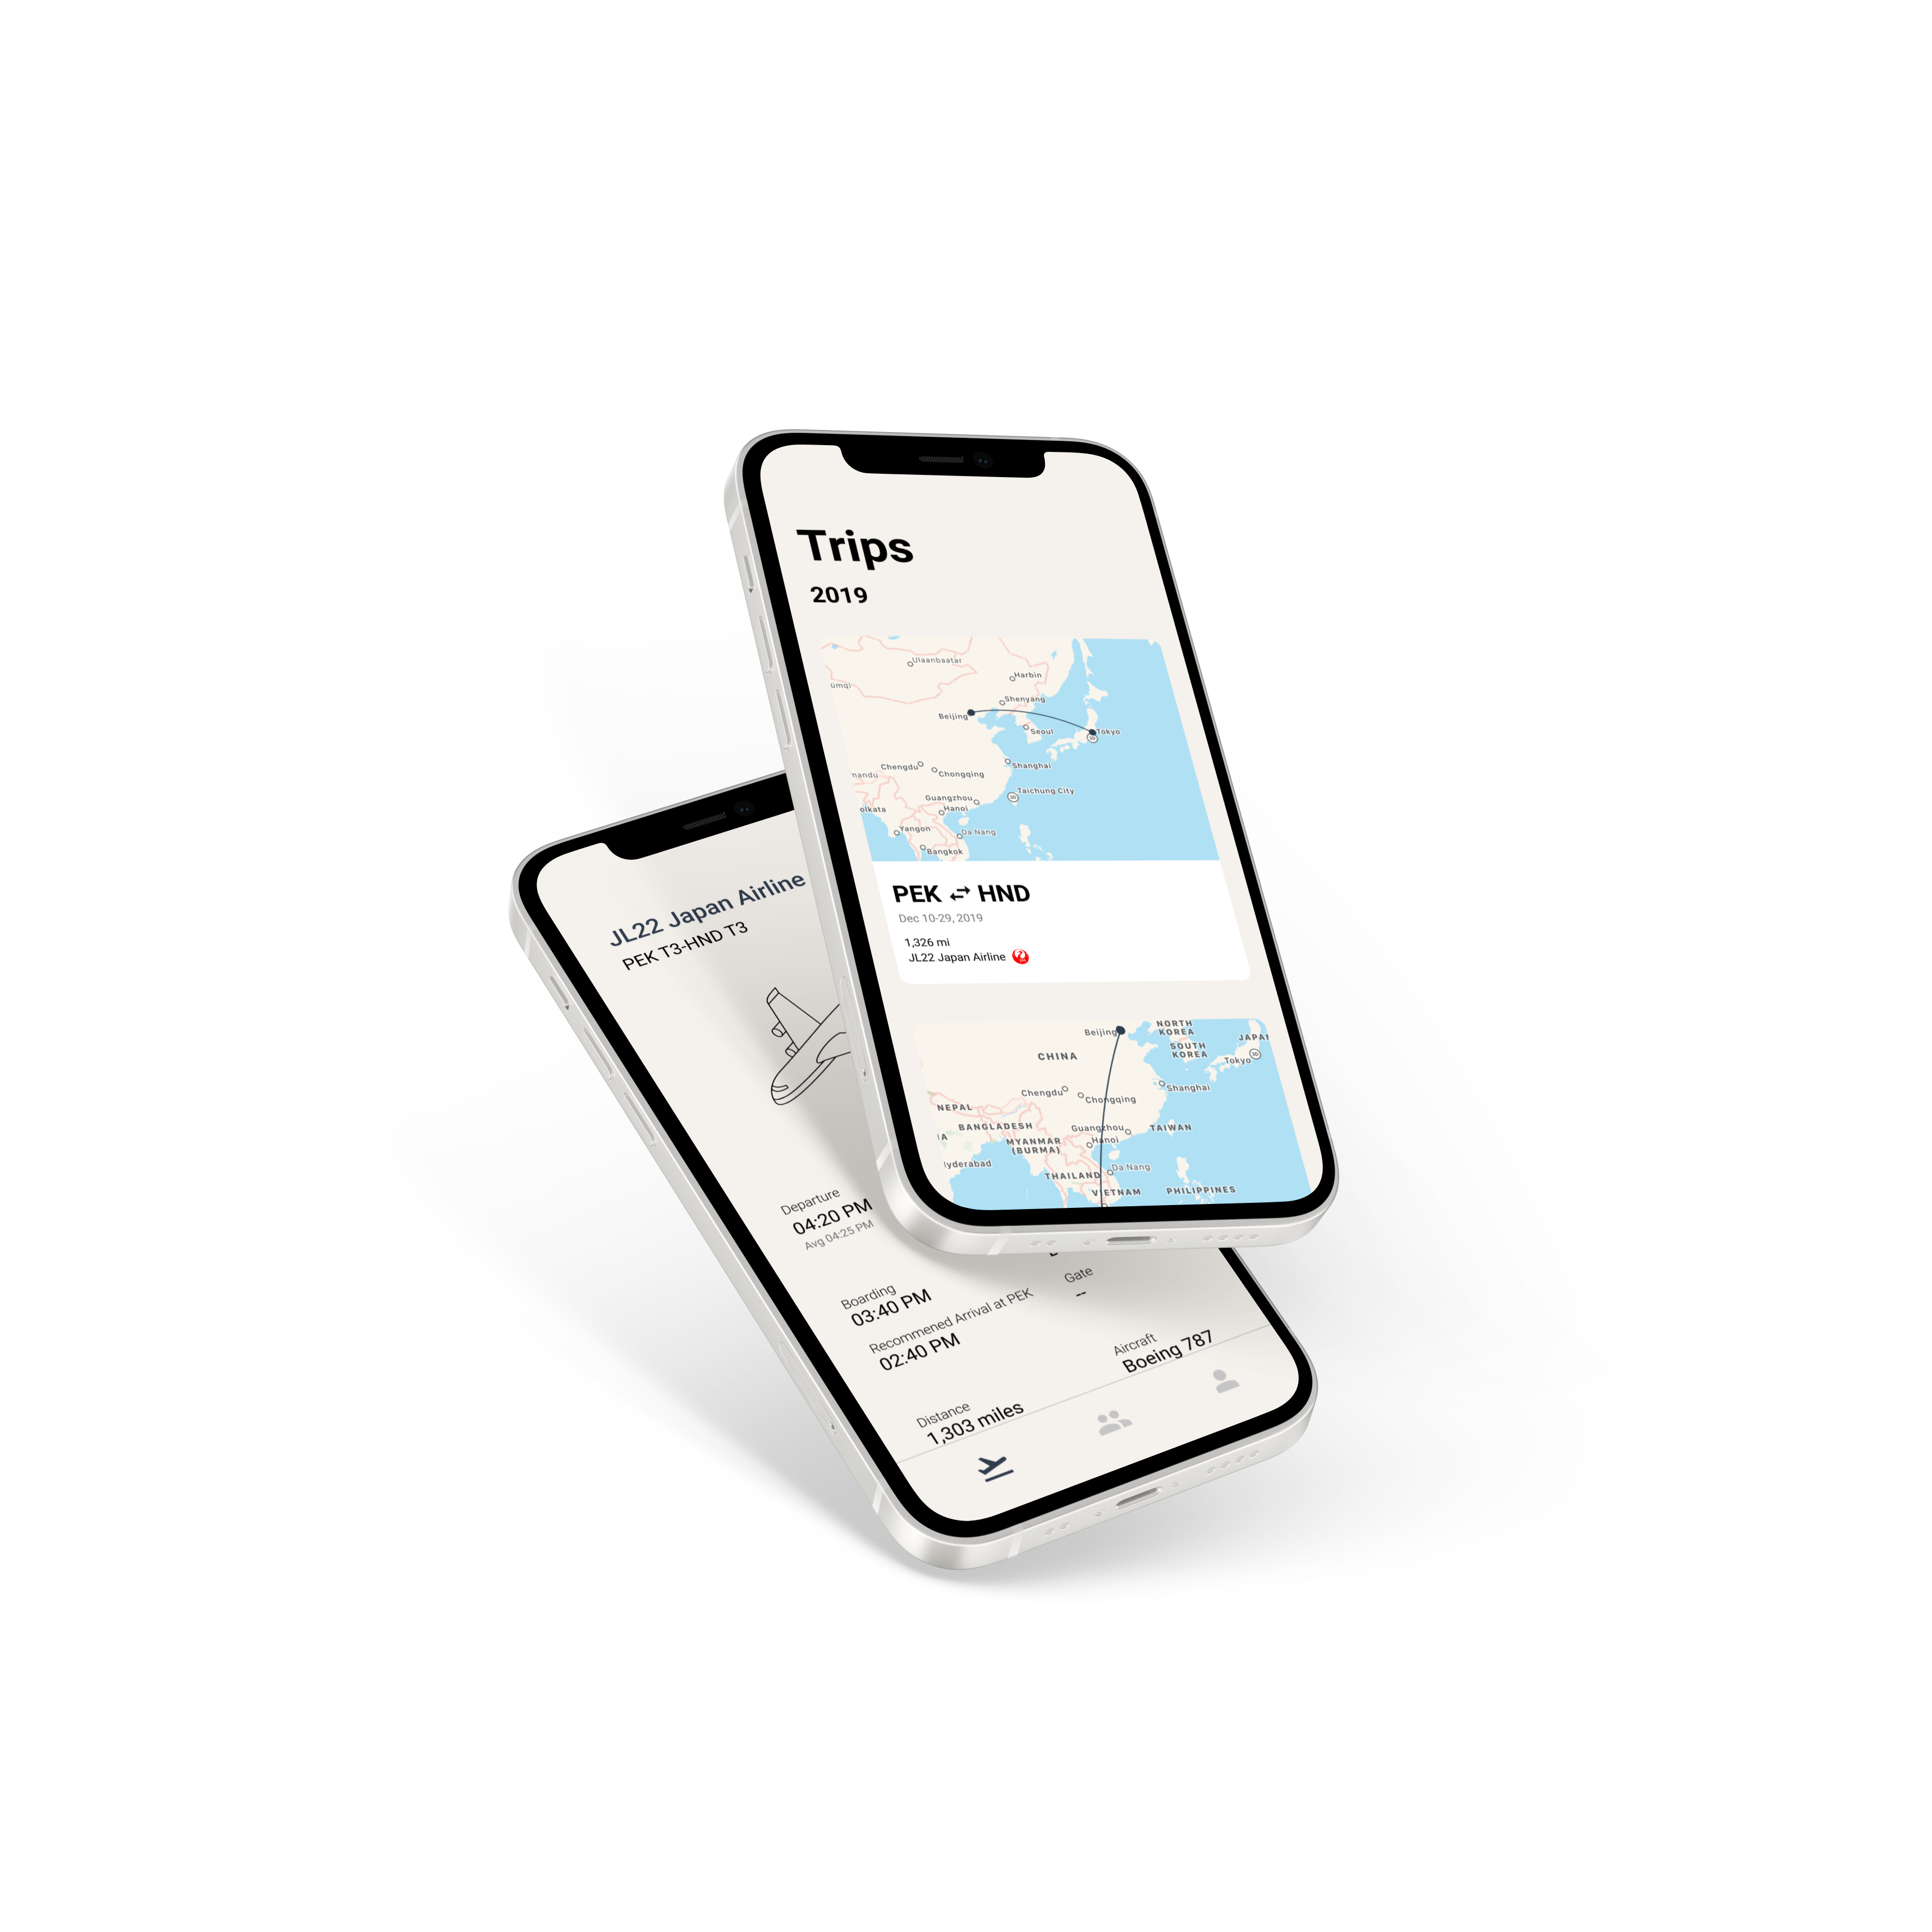 Trips
2019
Ulaanbaatar
Harbin
ümqi
Shenyang
Beijing
Seoul
Tokyo
Chengdu
Chongqing
Shanghai
mandu
Guangzhou
Taichung City
Hanoi
olkata
Yangon
Da Nang
Bangkok
PEK ⇄ HND
Dec 10-29, 2019
1,326 mi
JL22 Japan Airline
Beijing
NORTH
KOREA
JAPAN
CHINA
SOUTH
KOREA
Tokyo
Chengdu
Chongqing
Shanghai
NEPAL
BANGLADESH
Guangzhou
TAIWAN
IA
MYANMAR
(BURMA)
Hanoi
lyderabad
THAILAND
Da Nang
VIETNAM
PHILIPPINES
JL22 Japan Airline
PEK T3-HND T3
Departure
04:20 PM
Avg 04:25 PM
Boarding
03:40 PM
Gate
--
Recommened Arrival at PEK
02:40 PM
Aircraft
Boeing 787
Distance
1,303 miles